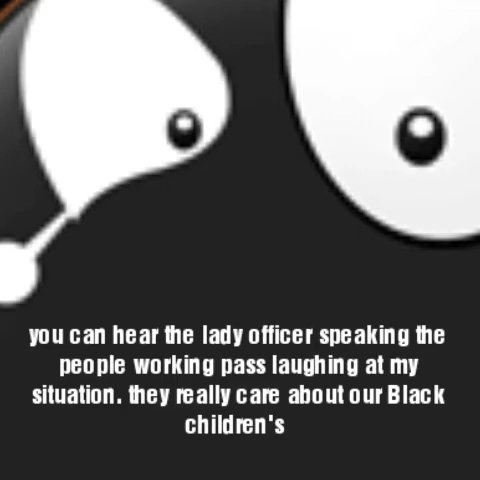 you can hear the lady officer speaking the
people working pass laughing at my
situation. they really care about our Black
children's